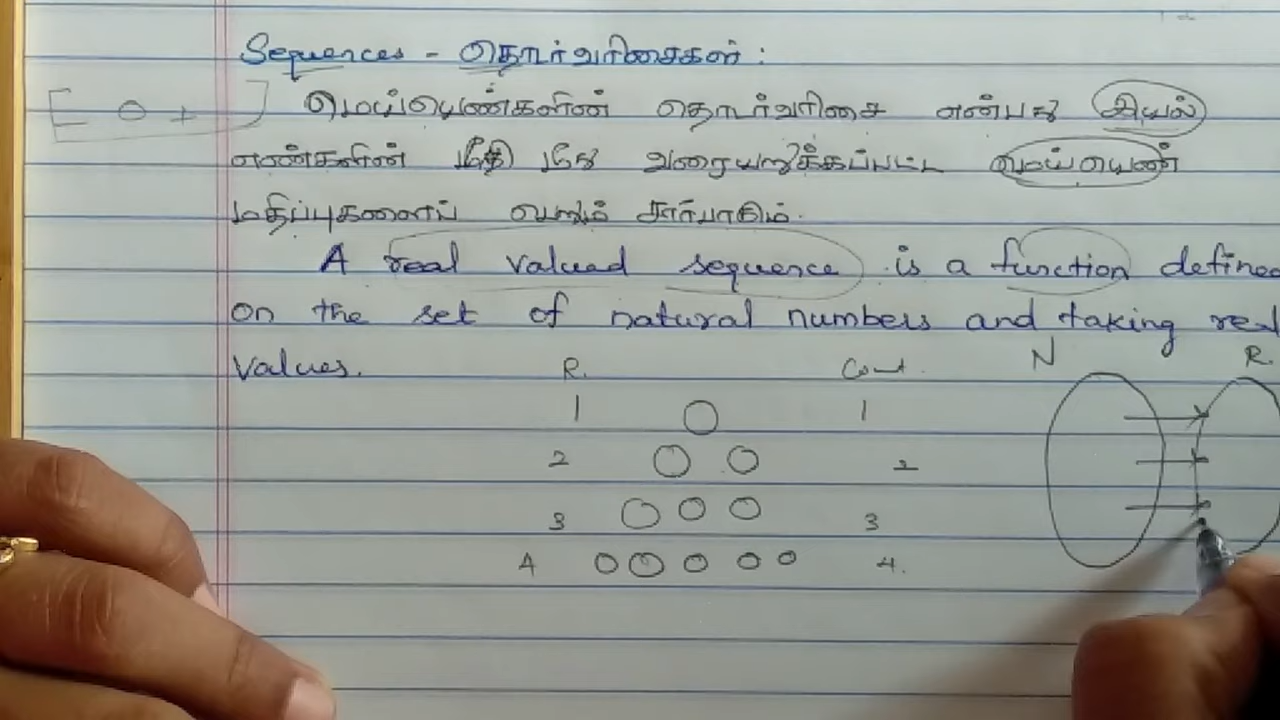 Sequences - தொடர்வரிசைகள் :
மெய்யெண்களின் தொடர்வரிசை என்பது இயல்
எண்களின் மீது வரையறுக்கப்பட்ட மெய்யெண்
மதிப்புகளைப் பெறும் சார்பாகும்.
A real valued sequence is a function define
on the set of natural numbers and taking real
Values. R. Count. N R.
1 1
2 2
3 3
4 4.